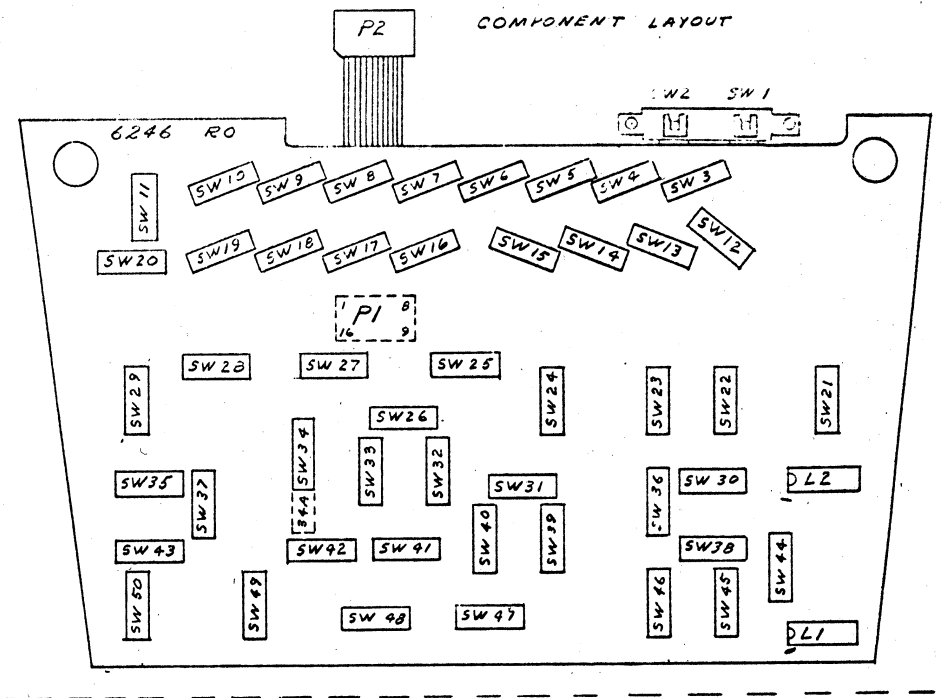 P2
COMPONENT LAYOUT
SW2 SW1
6246 RO
SW10 SW9 SW8 SW7 SW6 SW5 SW4 SW3
SW11
SW20 SW19 SW18 SW17 SW16 SW15 SW14 SW13 SW12
1 P1 8
16 9
SW28 SW27 SW25
SW29 SW24 SW23 SW22 SW21
SW26
SW34 SW33 SW32
SW35 SW37 SW31 SW36 SW30 L2
34A
SW40 SW39
SW43 SW42 SW41 SW38 SW44
SW50 SW49 SW48 SW47 SW46 SW45 L1